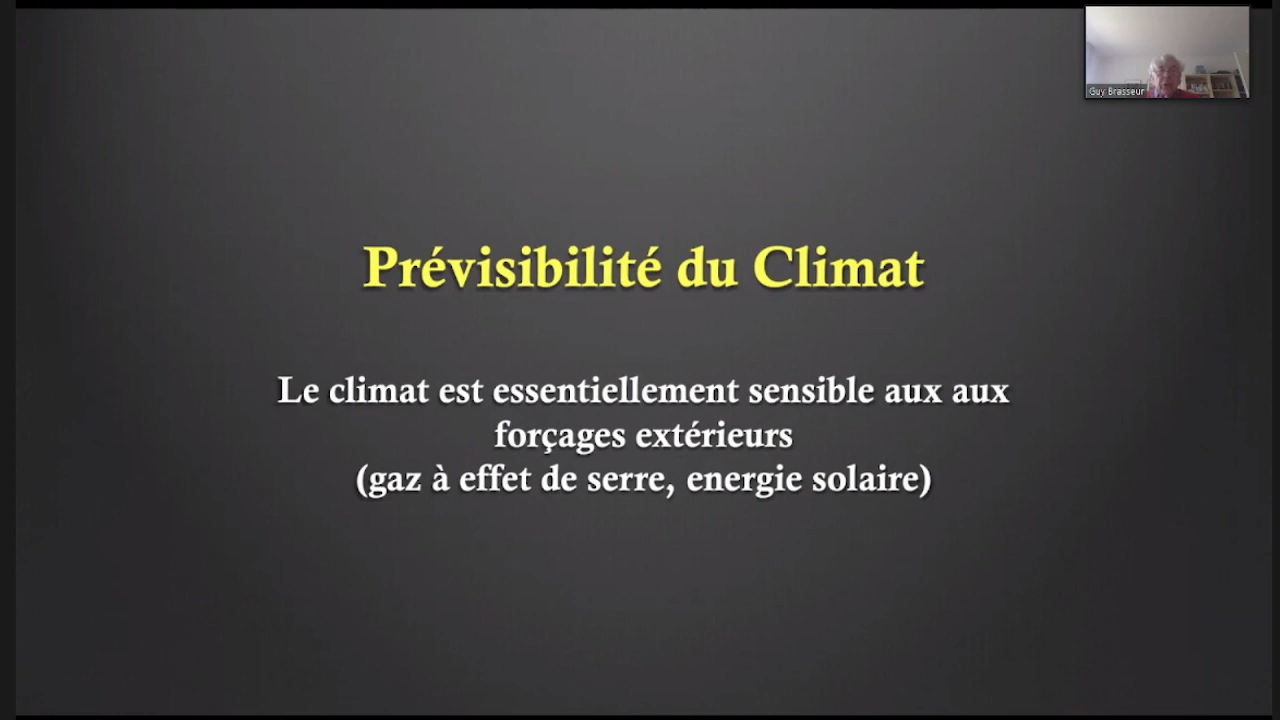 Guy Brasseur
Prévisibilité du Climat
Le climat est essentiellement sensible aux aux
forçages extérieurs
(gaz à effet de serre, energie solaire)